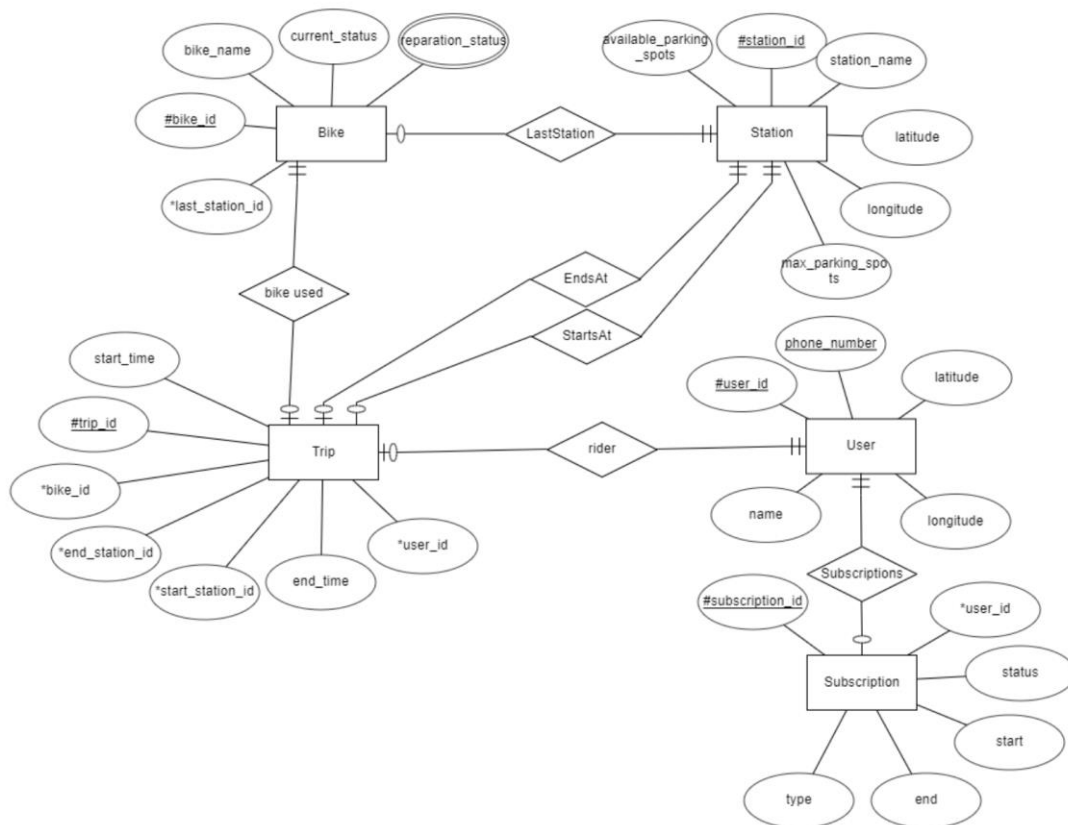 current_status
bike_name
reparation_status
#bike_id
Bike
*last_station_id
LastStation
available_parking
_spots
#station_id
station_name
Station
latitude
longitude
max_parking_spo
ts
bike used
EndsAt
StartsAt
start_time
#trip_id
*bike_id
*end_station_id
*start_station_id
end_time
*user_id
Trip
rider
phone_number
#user_id
latitude
User
name
longitude
Subscriptions
#subscription_id
*user_id
status
Subscription
start
type
end